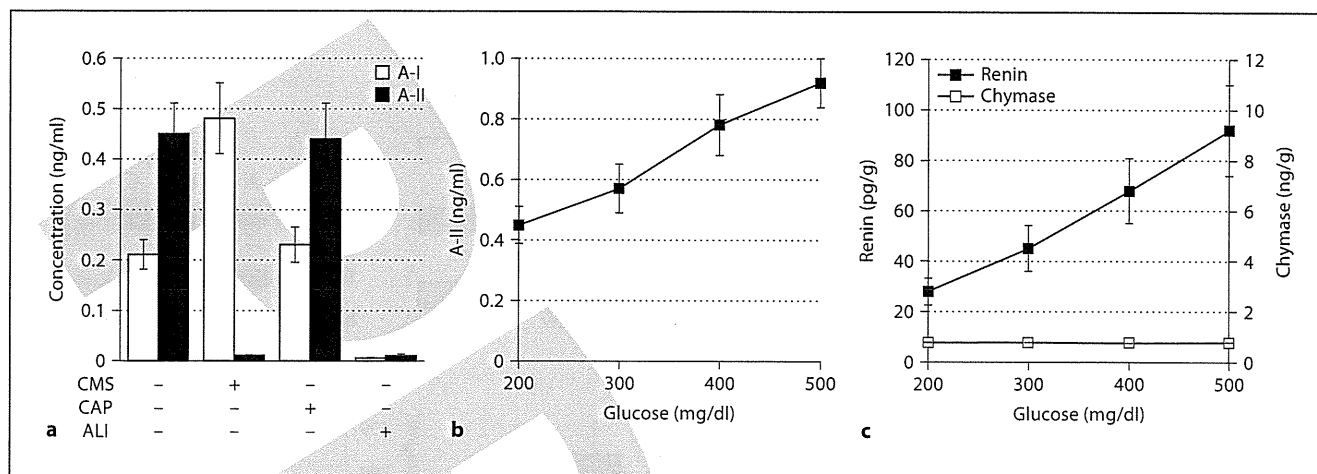 0.6
0.5
0.4
0.3
0.2
0.1
0
Concentration (ng/ml)
A-I
A-II
CMS – + – –
CAP – – + –
ALI – – – +
a
1.0
0.8
0.6
0.4
0.2
0
A-II (ng/ml)
200 300 400 500
Glucose (mg/dl)
b
120
100
80
60
40
20
0
Renin (pg/g)
Renin
Chymase
12
10
8
6
4
2
0
Chymase (ng/g)
200 300 400 500
Glucose (mg/dl)
c